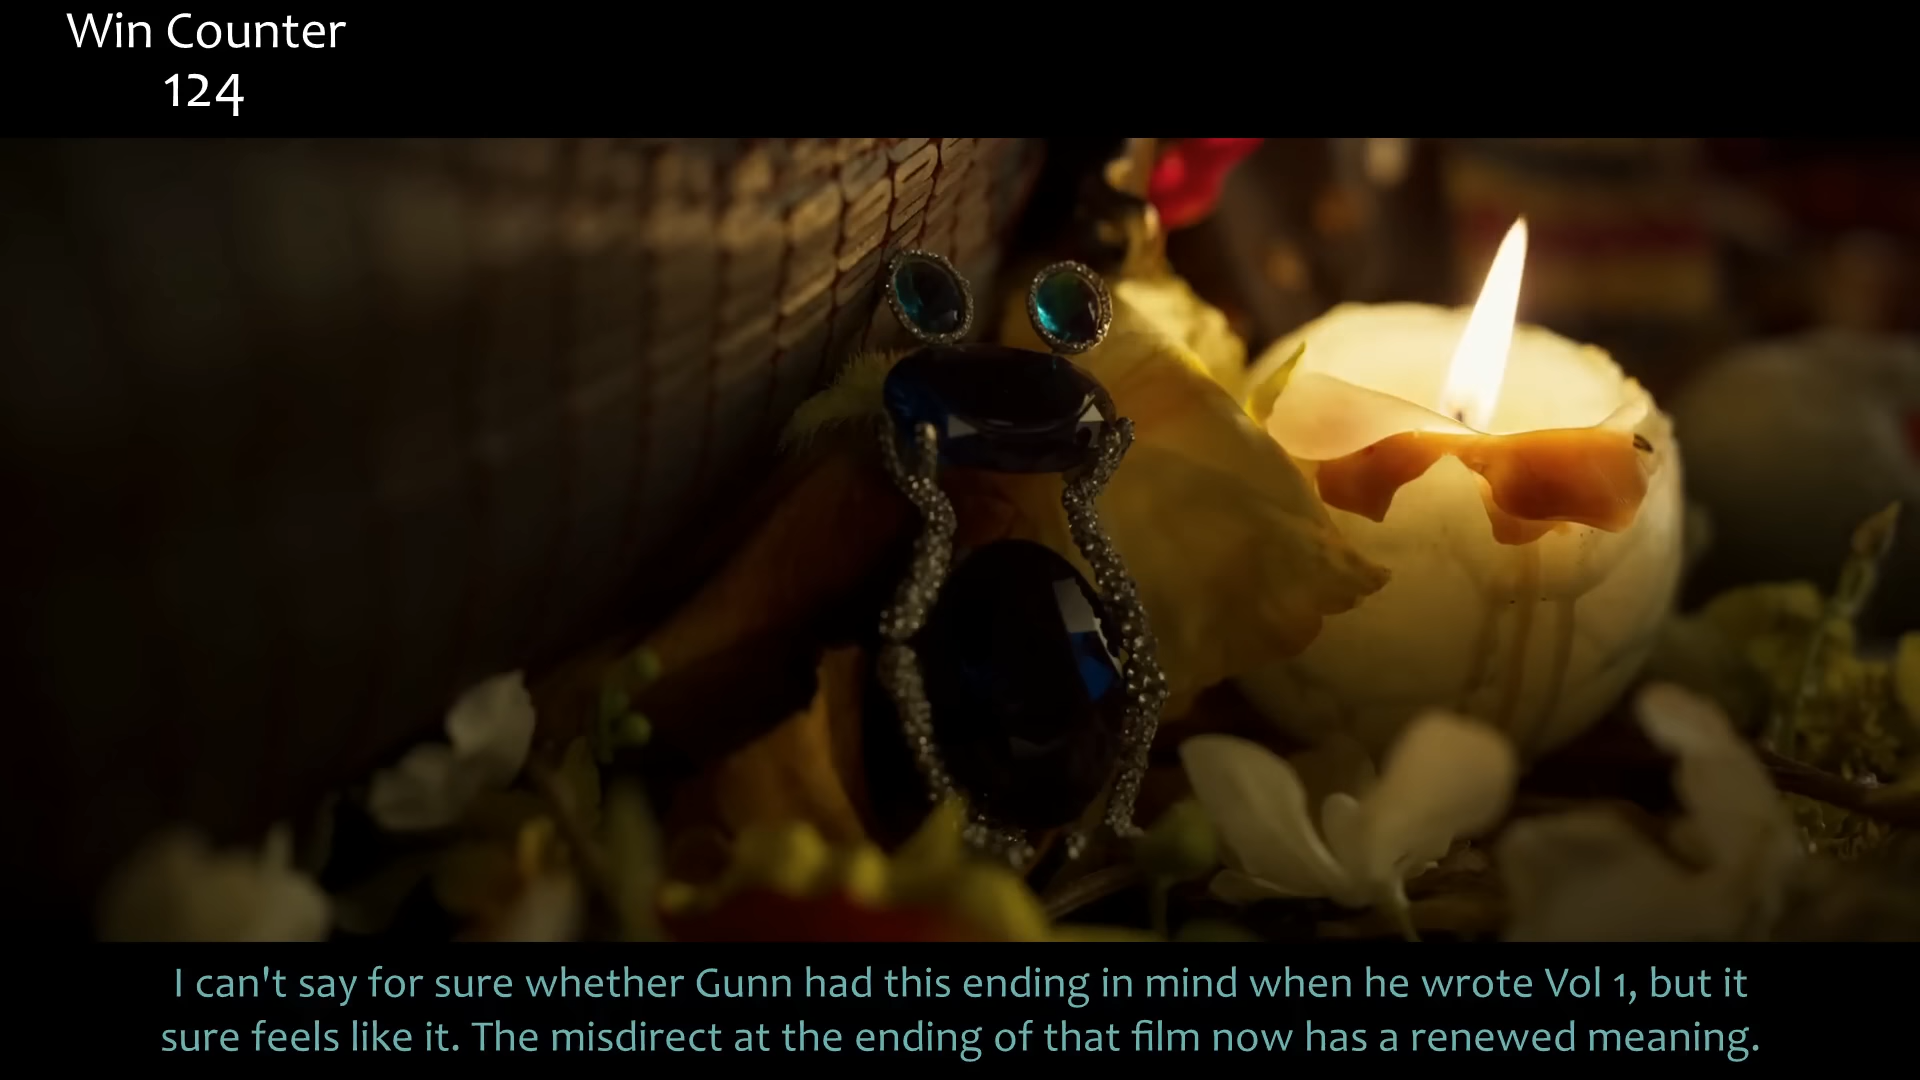 Win Counter
124
I can't say for sure whether Gunn had this ending in mind when he wrote Vol 1, but it
sure feels like it. The misdirect at the ending of that film now has a renewed meaning.